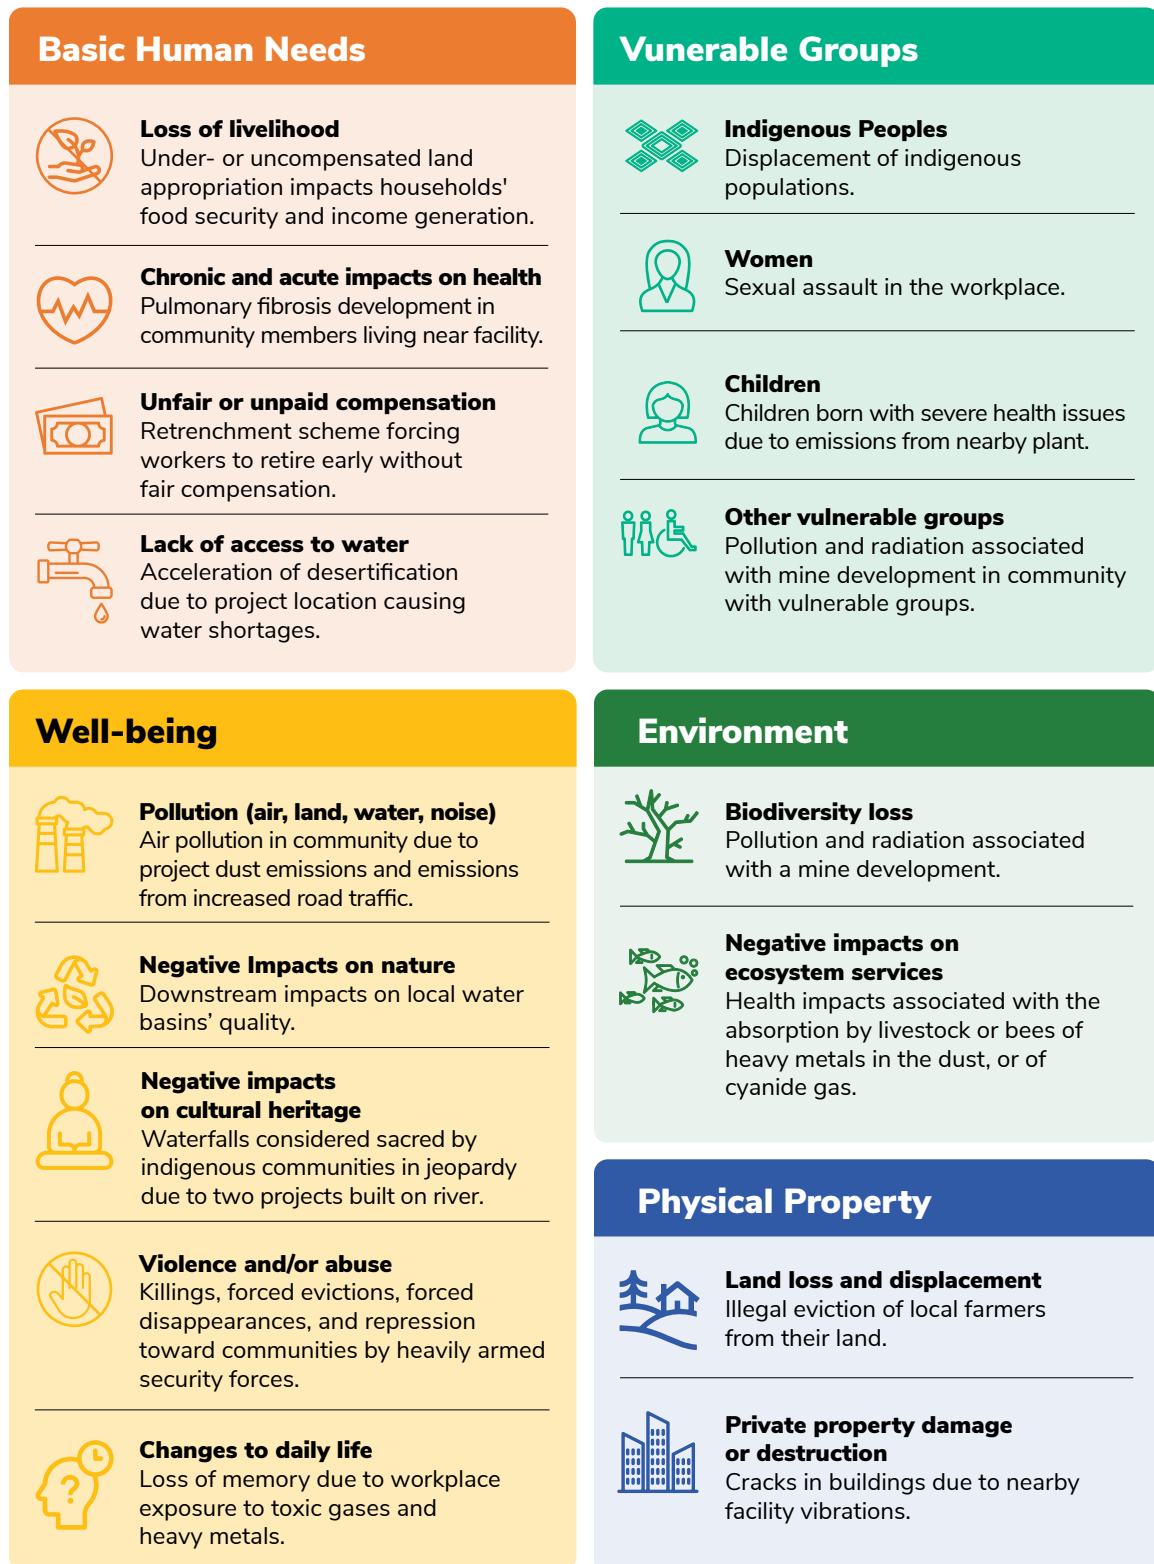 Basic Human Needs
Loss of livelihood
Under- or uncompensated land
appropriation impacts households'
food security and income generation.
Chronic and acute impacts on health
Pulmonary fibrosis development in
community members living near facility.
Unfair or unpaid compensation
Retrenchment scheme forcing
workers to retire early without
fair compensation.
Lack of access to water
Acceleration of desertification
due to project location causing
water shortages.
Vunerable Groups
Indigenous Peoples
Displacement of indigenous
populations.
Women
Sexual assault in the workplace.
Children
Children born with severe health issues
due to emissions from nearby plant.
Other vulnerable groups
Pollution and radiation associated
with mine development in community
with vulnerable groups.
Well-being
Pollution (air, land, water, noise)
Air pollution in community due to
project dust emissions and emissions
from increased road traffic.
Negative Impacts on nature
Downstream impacts on local water
basins’ quality.
Negative impacts
on cultural heritage
Waterfalls considered sacred by
indigenous communities in jeopardy
due to two projects built on river.
Violence and/or abuse
Killings, forced evictions, forced
disappearances, and repression
toward communities by heavily armed
security forces.
Changes to daily life
Loss of memory due to workplace
exposure to toxic gases and
heavy metals.
Environment
Biodiversity loss
Pollution and radiation associated
with a mine development.
Negative impacts on
ecosystem services
Health impacts associated with the
absorption by livestock or bees of
heavy metals in the dust, or of
cyanide gas.
Physical Property
Land loss and displacement
Illegal eviction of local farmers
from their land.
Private property damage
or destruction
Cracks in buildings due to nearby
facility vibrations.